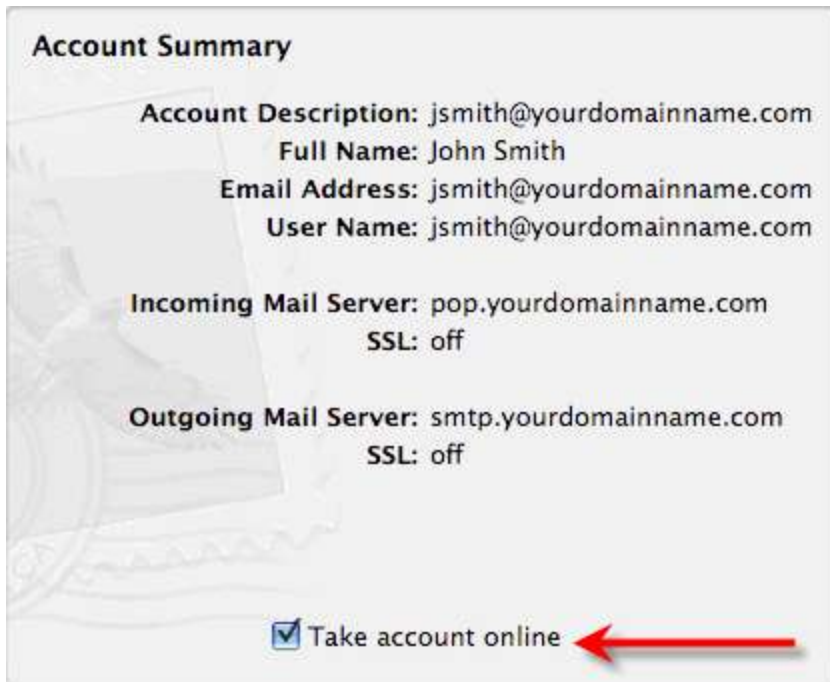 Account Summary
Account Description: jsmith@yourdomainname.com
Full Name: John Smith
Email Address: jsmith@yourdomainname.com
User Name: jsmith@yourdomainname.com
Incoming Mail Server: pop.yourdomainname.com
SSL: off
Outgoing Mail Server: smtp.yourdomainname.com
SSL: off
Take account online